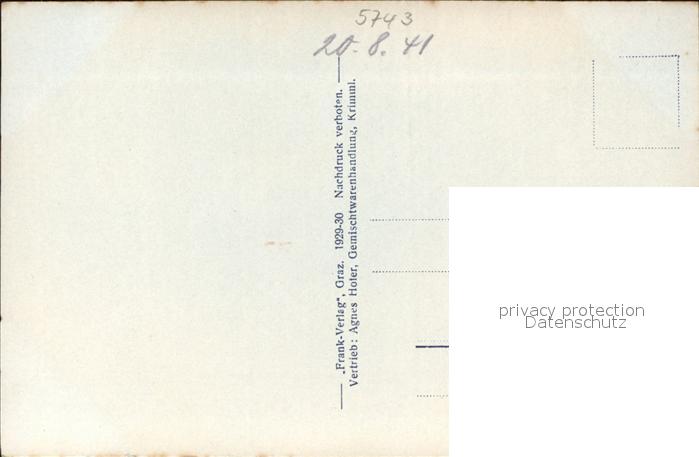 5743
20.8.41
„Frank-Verlag“, Graz. 1929-30 Nachdruck verboten.
Vertrieb: Agnes Hofer, Gemischtwarenhandlung, Krimml.
privacy protection
Datenschutz